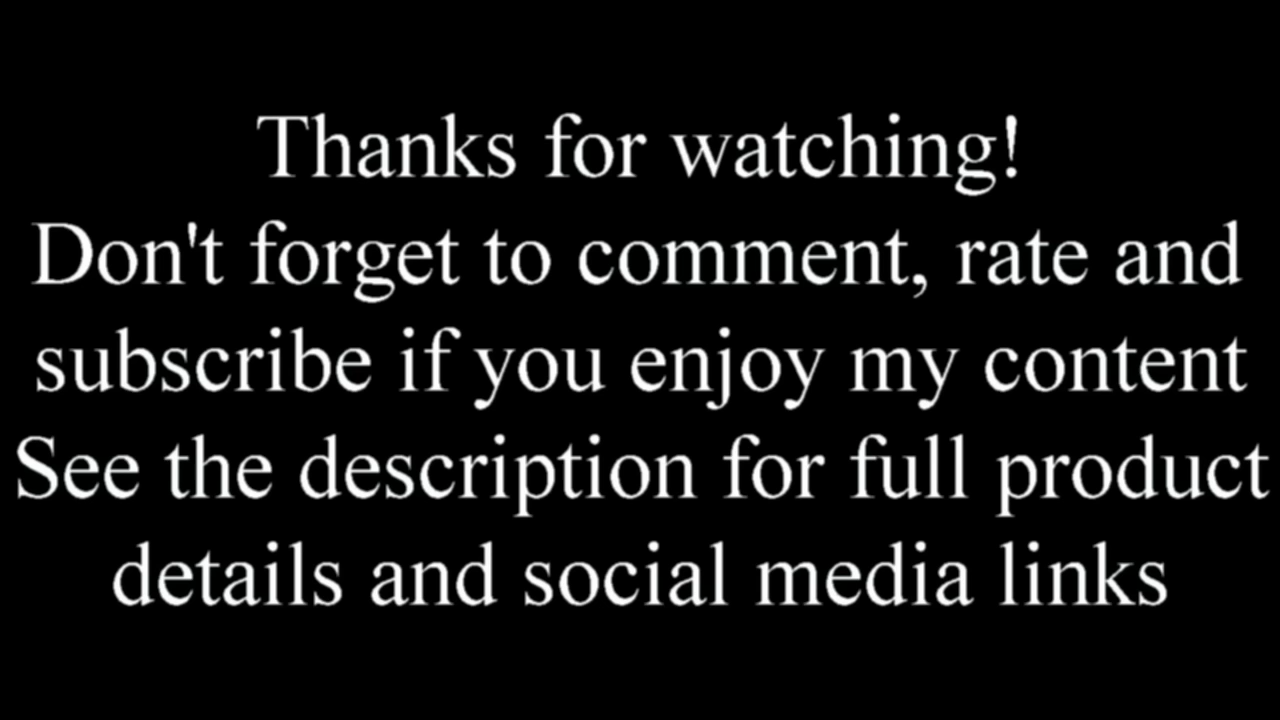 Thanks for watching!
Don't forget to comment, rate and
subscribe if you enjoy my content
See the description for full product
details and social media links